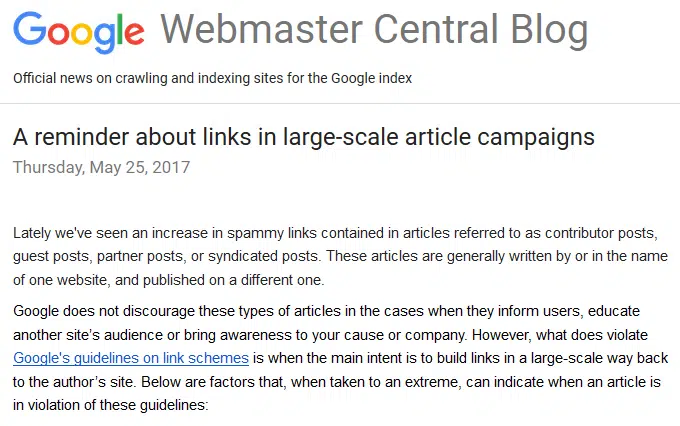 Google Webmaster Central Blog
Official news on crawling and indexing sites for the Google index
A reminder about links in large-scale article campaigns
Thursday, May 25, 2017
Lately we've seen an increase in spammy links contained in articles referred to as contributor posts,
guest posts, partner posts, or syndicated posts. These articles are generally written by or in the name
of one website, and published on a different one.
Google does not discourage these types of articles in the cases when they inform users, educate
another site’s audience or bring awareness to your cause or company. However, what does violate
Google's guidelines on link schemes is when the main intent is to build links in a large-scale way back
to the author’s site. Below are factors that, when taken to an extreme, can indicate when an article is
in violation of these guidelines: